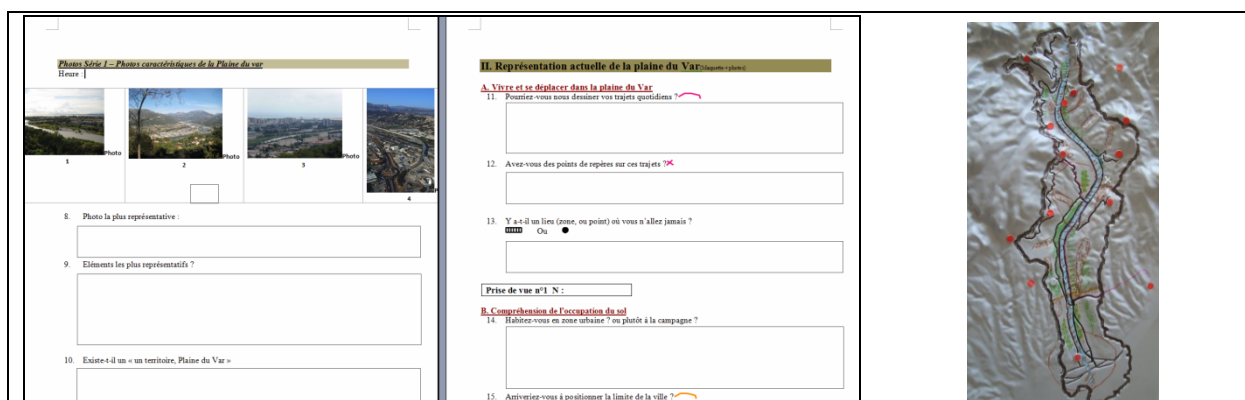 Photos Série 1 – Photos caractéristiques de la Plaine du var
Heure :
Photo
1
Photo
2
Photo
3
4
8. Photo la plus représentative :
9. Eléments les plus représentatifs ?
10. Existe-t-il un « un territoire, Plaine du Var »
II. Représentation actuelle de la plaine du Var (Maquette + photos)
A. Vivre et se déplacer dans la plaine du Var
11. Pourriez-vous nous dessiner vos trajets quotidiens ?
12. Avez-vous des points de repères sur ces trajets ?
13. Y a-t-il un lieu (zone, ou point) où vous n'allez jamais ?
Ou
Prise de vue n°1 N :
B. Compréhension de l'occupation du sol
14. Habitez-vous en zone urbaine ? ou plutôt à la campagne ?
15. Arriveriez-vous à positionner la limite de la ville ?